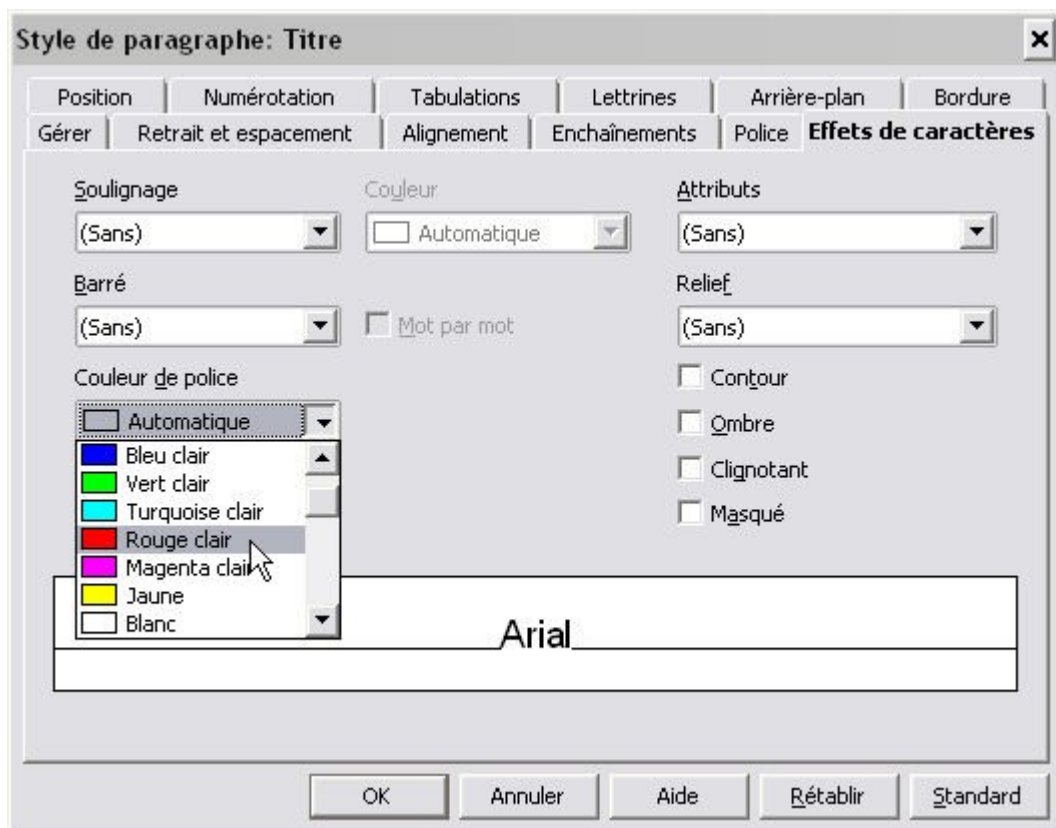 Style de paragraphe: Titre
Position Numérotation Tabulations Lettrines Arrière-plan Bordure
Gérer Retrait et espacement Alignement Enchaînements Police Effets de caractères
Soulignage Couleur Attributs
(Sans) Automatique (Sans)
Barré Relief
(Sans) Mot par mot (Sans)
Couleur de police Contour
Automatique Ombre
Bleu clair
Vert clair Clignotant
Turquoise clair Masqué
Rouge clair
Magenta clair
Jaune
Blanc
Arial
OK Annuler Aide Rétablir Standard